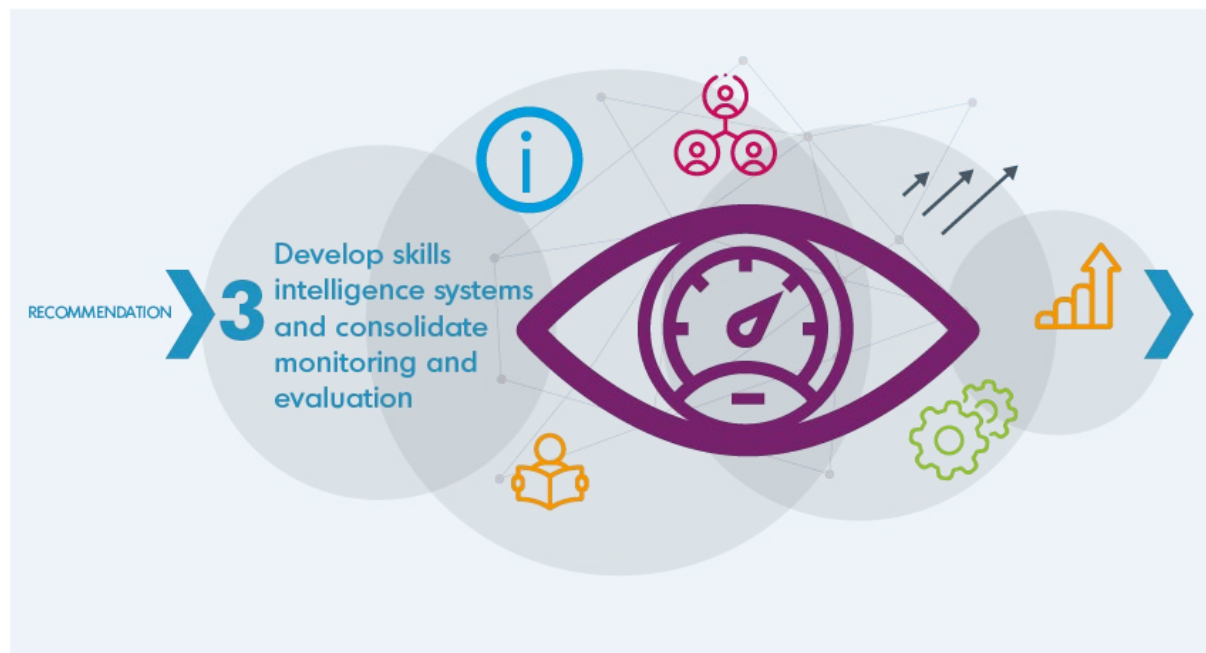 RECOMMENDATION
3
Develop skills
intelligence systems
and consolidate
monitoring and
evaluation
i